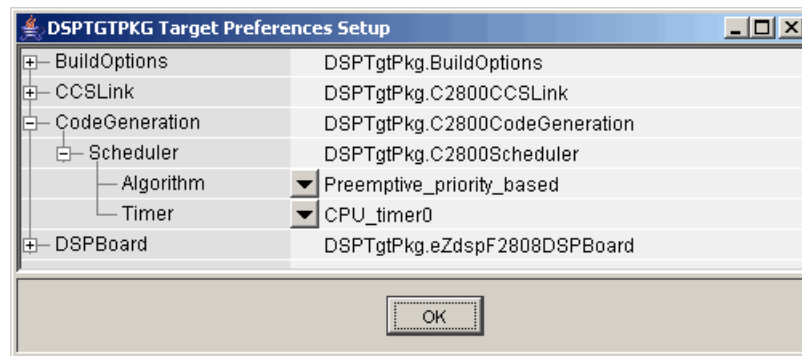 DSPTGTPKG Target Preferences Setup
BuildOptions DSPTgtPkg.BuildOptions
CCSLink DSPTgtPkg.C2800CCSLink
CodeGeneration DSPTgtPkg.C2800CodeGeneration
Scheduler DSPTgtPkg.C2800Scheduler
Algorithm Preemptive_priority_based
Timer CPU_timer0
DSPBoard DSPTgtPkg.eZdspF2808DSPBoard
OK